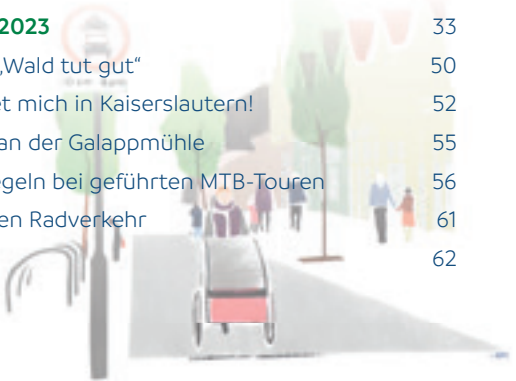 2023 33
„Wald tut gut“ 50
et mich in Kaiserslautern! 52
an der Galappmühle 55
egeln bei geführten MTB-Touren 56
en Radverkehr 61
62